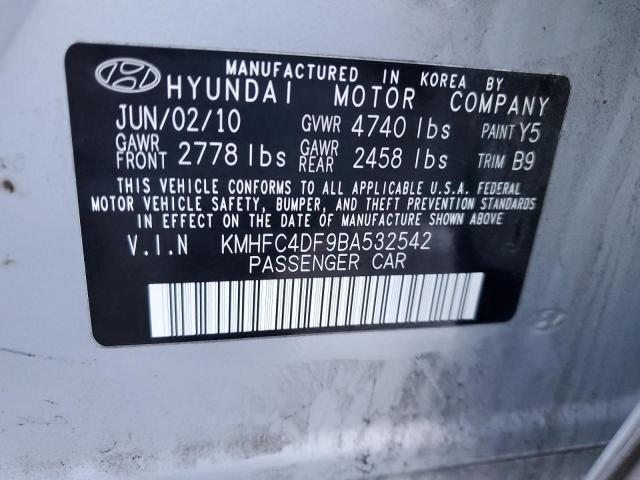 MANUFACTURED IN KOREA BY
HYUNDAI MOTOR COMPANY
JUN/02/10 GVWR 4740 lbs PAINT Y5
GAWR FRONT 2778 lbs GAWR REAR 2458 lbs TRIM B9
THIS VEHICLE CONFORMS TO ALL APPLICABLE U.S.A. FEDERAL
MOTOR VEHICLE SAFETY, BUMPER, AND THEFT PREVENTION STANDARDS
IN EFFECT ON THE DATE OF MANUFACTURE SHOWN ABOVE.
V.I.N KMHFC4DF9BA532542
PASSENGER CAR